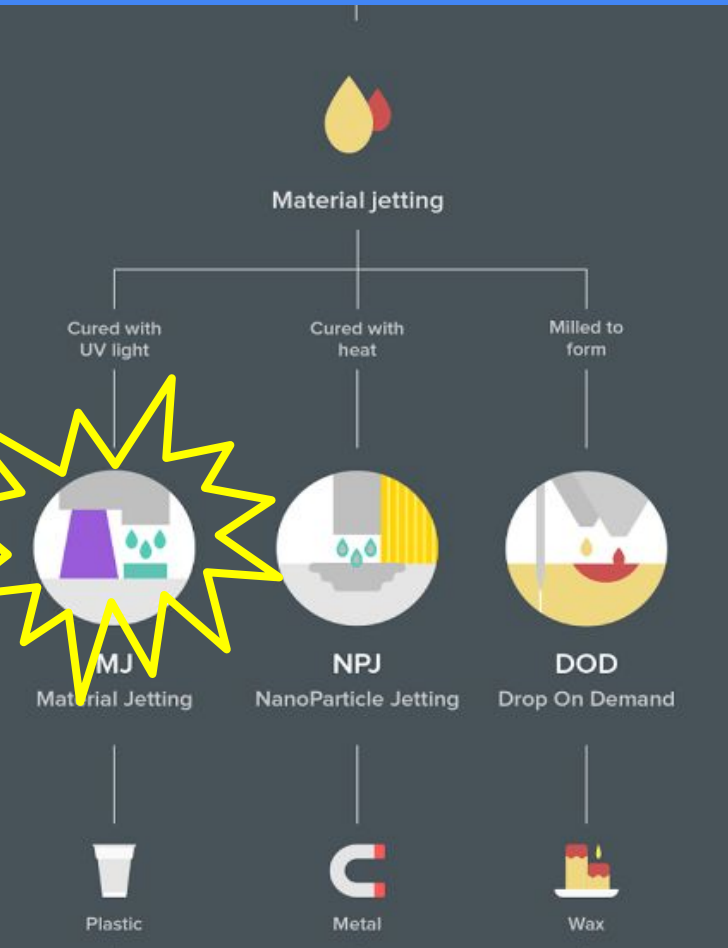 Material jetting
Cured with
UV light
Cured with
heat
Milled to
form
MJ
Material Jetting
NPJ
NanoParticle Jetting
DOD
Drop On Demand
Plastic
Metal
Wax